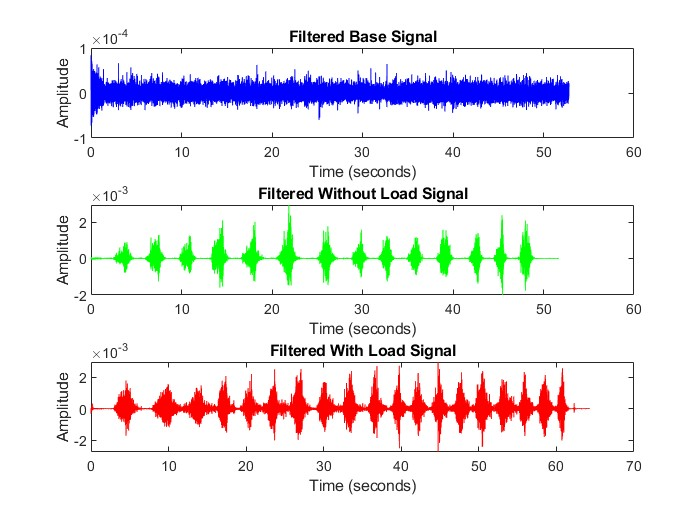 Filtered Base Signal
×10^-4
1
0
-1
Amplitude
0 10 20 30 40 50 60
Time (seconds)
Filtered Without Load Signal
×10^-3
2
0
-2
Amplitude
0 10 20 30 40 50 60
Time (seconds)
Filtered With Load Signal
×10^-3
2
0
-2
Amplitude
0 10 20 30 40 50 60 70
Time (seconds)